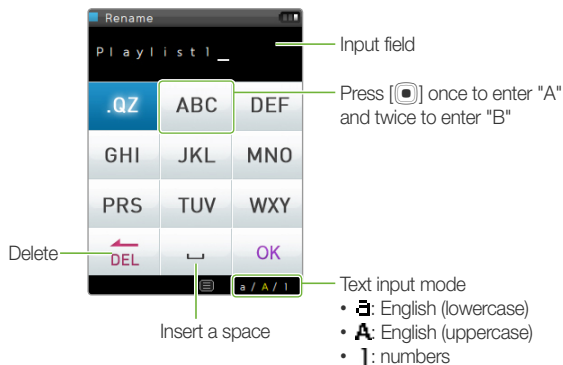 Rename
Playlist1_
Input field
.QZ ABC DEF
Press [ ] once to enter "A"
and twice to enter "B"
GHI JKL MNO
PRS TUV WXY
Delete
DEL OK
a / A / 1
Insert a space
Text input mode
• a: English (lowercase)
• A: English (uppercase)
• 1: numbers